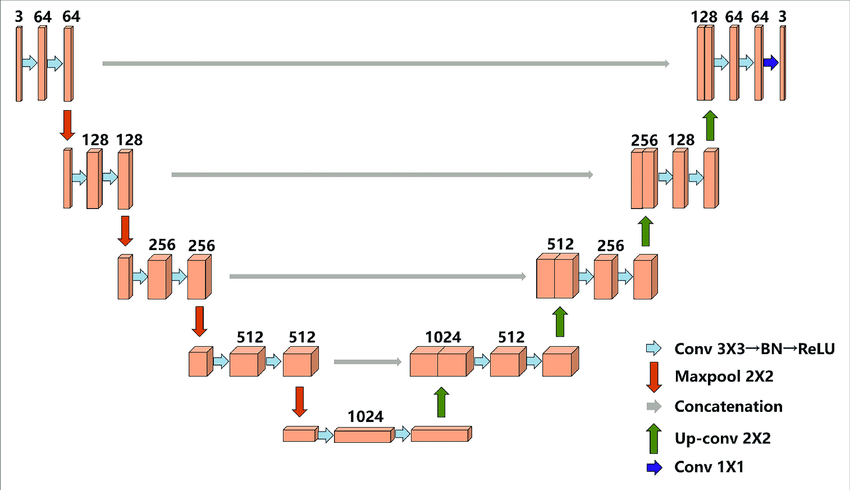 3 64 64
128 64 64 3
128 128
256 128
256 256
512 256
512 512
1024 512
1024
Conv 3X3→BN→ReLU
Maxpool 2X2
Concatenation
Up-conv 2X2
Conv 1X1